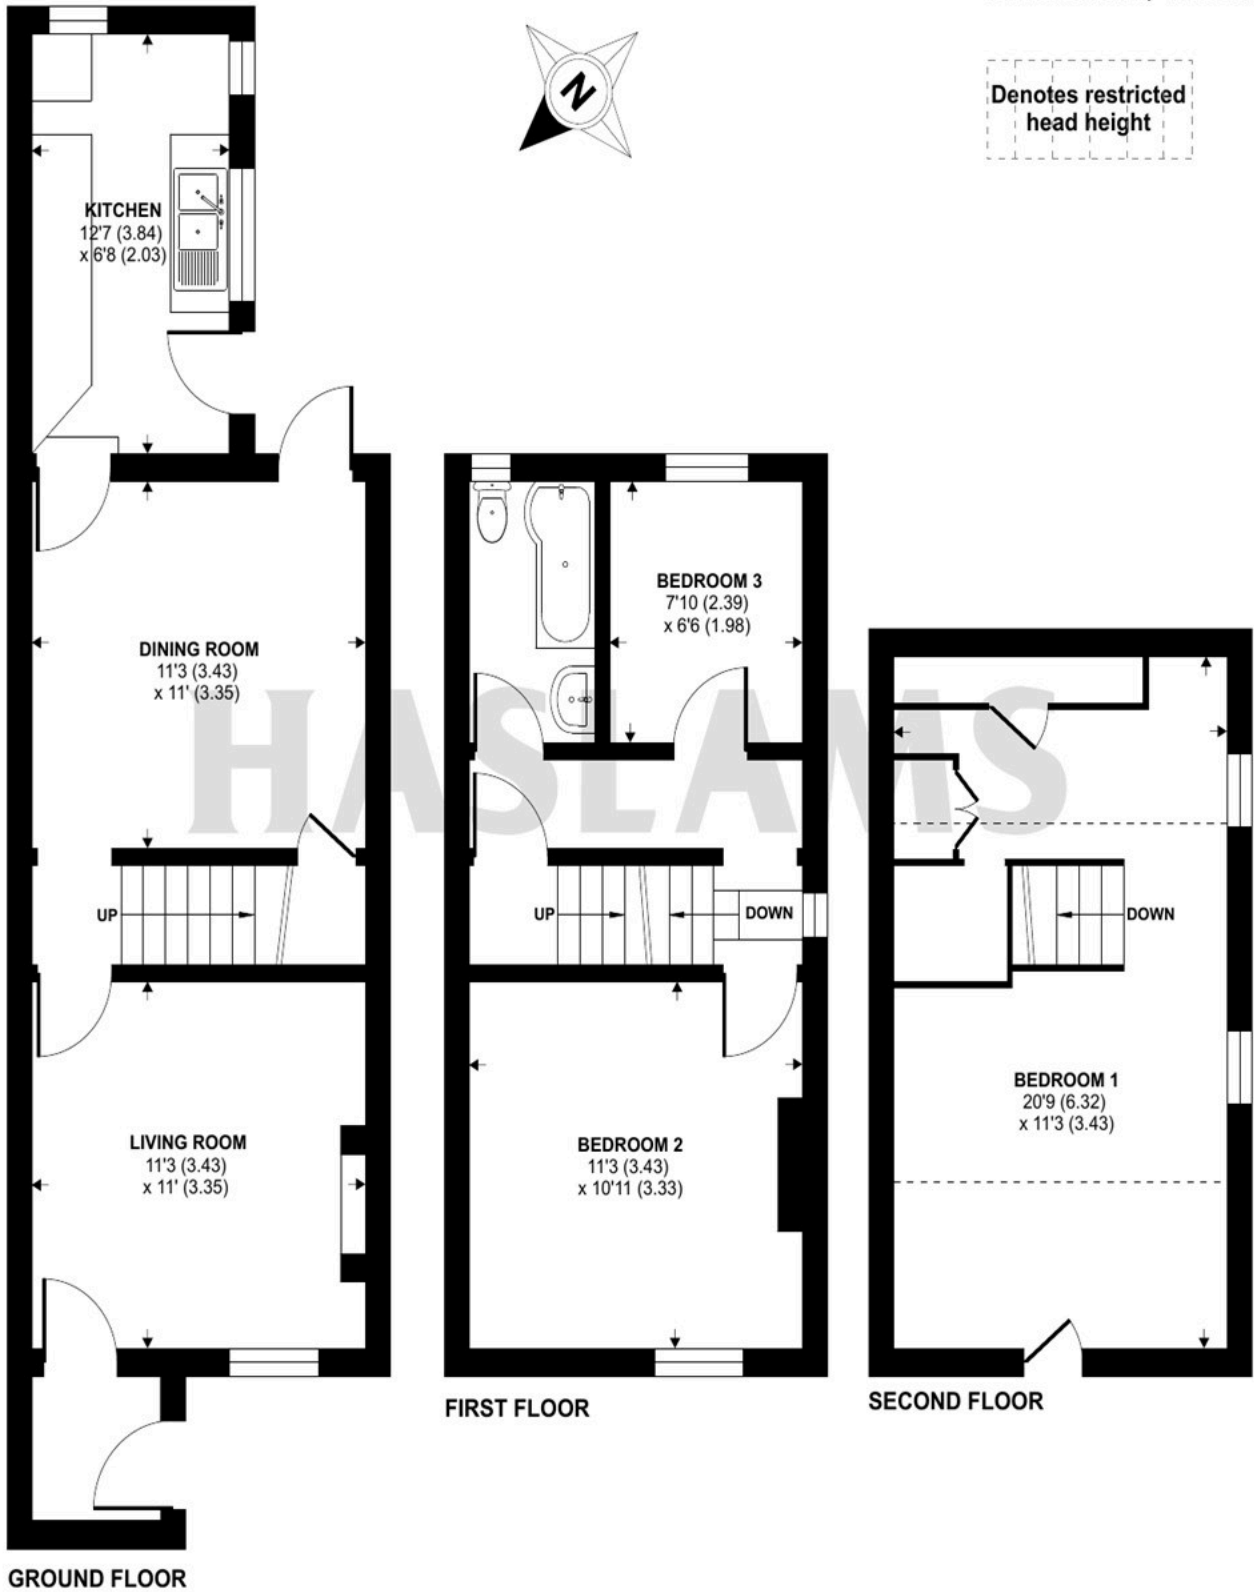 N
Denotes restricted
head height
KITCHEN
12'7 (3.84)
x 6'8 (2.03)
DINING ROOM
11'3 (3.43)
x 11' (3.35)
UP
LIVING ROOM
11'3 (3.43)
x 11' (3.35)
GROUND FLOOR
BEDROOM 3
7'10 (2.39)
x 6'6 (1.98)
UP
DOWN
BEDROOM 2
11'3 (3.43)
x 10'11 (3.33)
FIRST FLOOR
DOWN
BEDROOM 1
20'9 (6.32)
x 11'3 (3.43)
SECOND FLOOR
HASLAMS